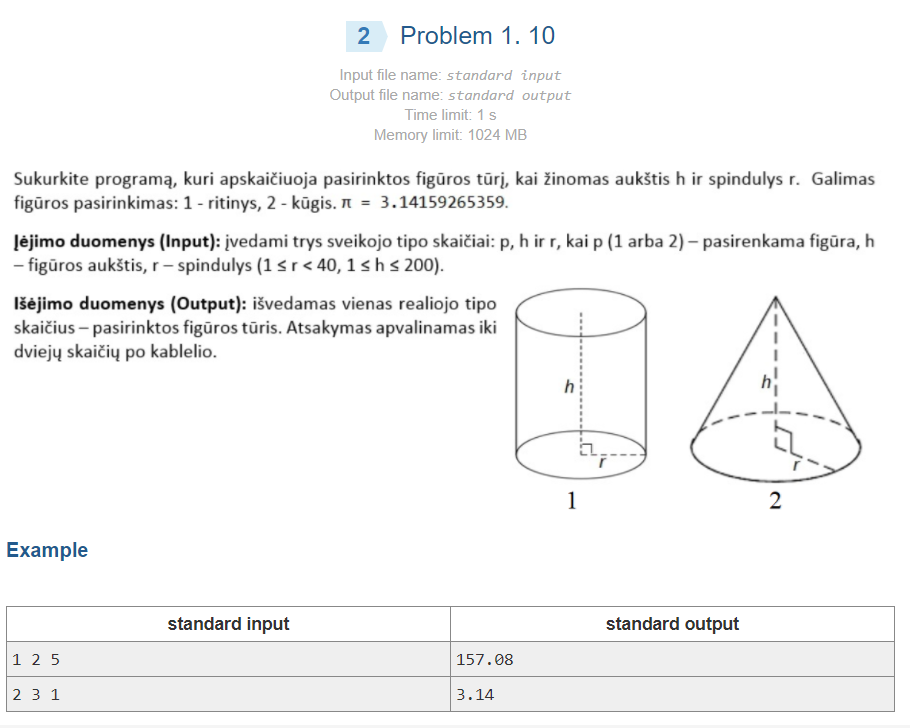 2 Problem 1. 10
Input file name: standard input
Output file name: standard output
Time limit: 1 s
Memory limit: 1024 MB
Sukurkite programą, kuri apskaičiuoja pasirinktos figūros tūrį, kai žinomas aukštis h ir spindulys r. Galimas
figūros pasirinkimas: 1 - ritinys, 2 - kūgis. π = 3.14159265359.
Įėjimo duomenys (Input): įvedami trys sveikojo tipo skaičiai: p, h ir r, kai p (1 arba 2) – pasirenkama figūra, h
– figūros aukštis, r – spindulys (1 ≤ r < 40, 1 ≤ h ≤ 200).
Išėjimo duomenys (Output): išvedamas vienas realiojo tipo
skaičius – pasirinktos figūros tūris. Atsakymas apvalinamas iki
dviejų skaičių po kablelio.
h
r
1
h
r
2
Example
standard input standard output
1 2 5 157.08
2 3 1 3.14